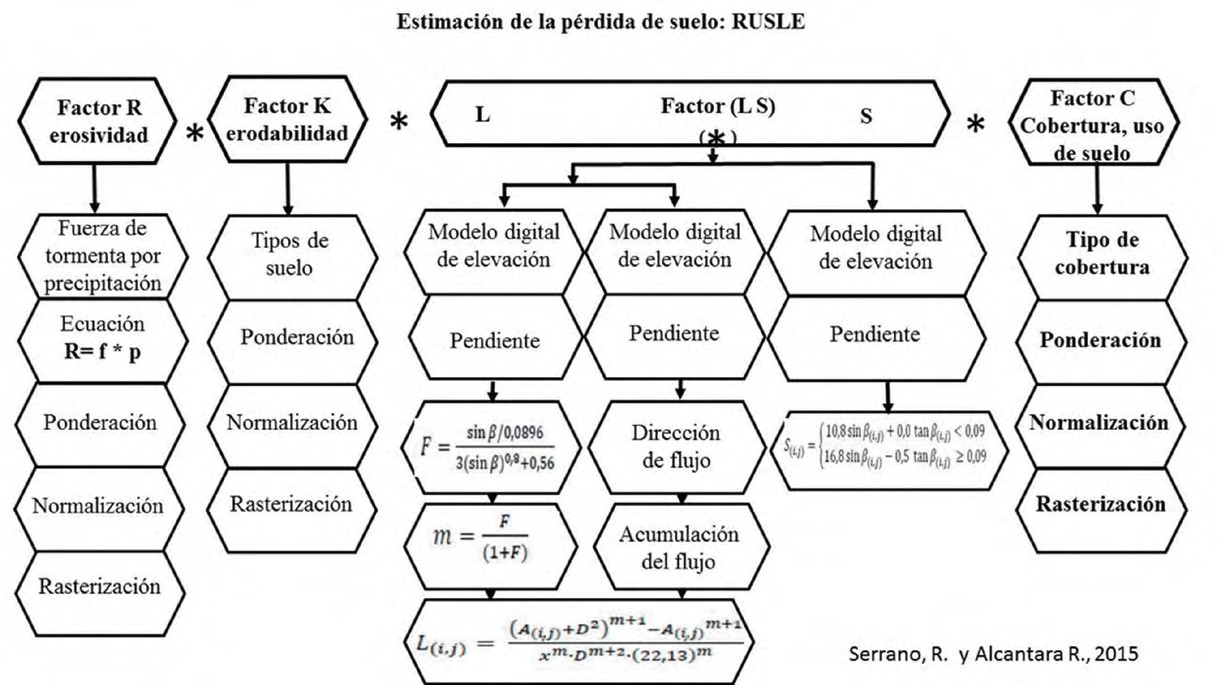 Estimación de la pérdida de suelo: RUSLE
Factor R
erosividad
*
Factor K
erodabilidad
*
L
Factor (L S)
(*)
S
*
Factor C
Cobertura, uso
de suelo
Fuerza de
tormenta por
precipitación
Ecuación
R= f * p
Ponderación
Normalización
Rasterización
Tipos de
suelo
Ponderación
Normalización
Rasterización
Modelo digital
de elevación
Pendiente
F = (sin β/0,0896)/(3(sin β)^0,8+0,56)
m = F/(1+F)
Modelo digital
de elevación
Pendiente
Dirección
de flujo
Acumulación
del flujo
L(i,j) = ((A(i,j)+D²)^m+1 −A(i,j)^m+1)/(x^m·D^m+2·(22,13)^m)
Modelo digital
de elevación
Pendiente
S(i,j) = {10,8 sin β(i,j) + 0,0 tan β(i,j) < 0,09
{16,8 sin β(i,j) − 0,5 tan β(i,j) ≥ 0,09
Tipo de
cobertura
Ponderación
Normalización
Rasterización
Serrano, R. y Alcantara R., 2015